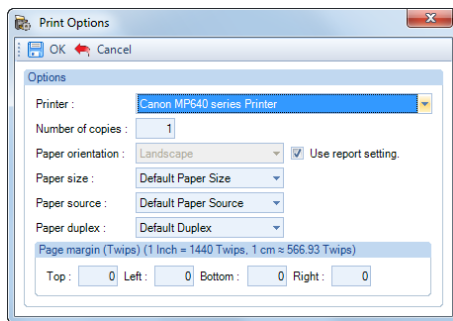 Print Options
OK Cancel
Options
Printer : Canon MP640 series Printer
Number of copies : 1
Paper orientation : Landscape Use report setting.
Paper size : Default Paper Size
Paper source : Default Paper Source
Paper duplex : Default Duplex
Page margin (Twips) (1 Inch = 1440 Twips, 1 cm ≈ 566.93 Twips)
Top : 0 Left : 0 Bottom : 0 Right : 0